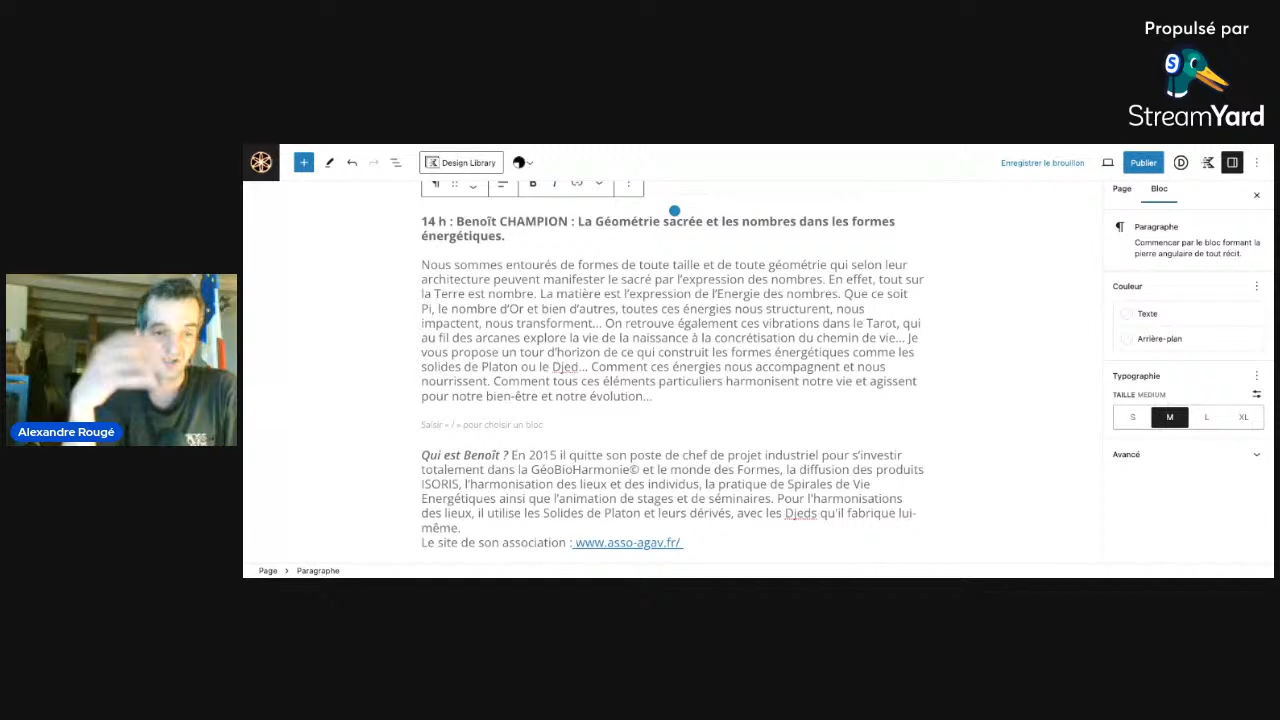 Propulsé par
StreamYard
Design Library
Enregistrer le brouillon
Publier
Page
Bloc
14 h : Benoît CHAMPION : La Géométrie sacrée et les nombres dans les formes
énergétiques.
Nous sommes entourés de formes de toute taille et de toute géométrie qui selon leur
architecture peuvent manifester le sacré par l'expression des nombres. En effet, tout sur
la Terre est nombre. La matière est l'expression de l'Energie des nombres. Que ce soit
Pi, le nombre d'Or et bien d'autres, toutes ces énergies nous structurent, nous
impactent, nous transforment... On retrouve également ces vibrations dans le Tarot, qui
au fil des arcanes explore la vie de la naissance à la concrétisation du chemin de vie... Je
vous propose un tour d'horizon de ce qui construit les formes énergétiques comme les
solides de Platon ou le Djed... Comment ces énergies nous accompagnent et nous
nourrissent. Comment tous ces éléments particuliers harmonisent notre vie et agissent
pour notre bien-être et notre évolution...
Saisir « / » pour choisir un bloc
Qui est Benoît ? En 2015 il quitte son poste de chef de projet industriel pour s'investir
totalement dans la GéoBioHarmonie© et le monde des Formes, la diffusion des produits
ISORIS, l'harmonisation des lieux et des individus, la pratique de Spirales de Vie
Energétiques ainsi que l'animation de stages et de séminaires. Pour l'harmonisations
des lieux, il utilise les Solides de Platon et leurs dérivés, avec les Djeds qu'il fabrique lui-
même.
Le site de son association : www.asso-agav.fr/
Paragraphe
Commencer par le bloc formant la
pierre angulaire de tout récit.
Couleur
Texte
Arrière-plan
Typographie
TAILLE MEDIUM
S M L XL
Avancé
Page > Paragraphe
Alexandre Rougé